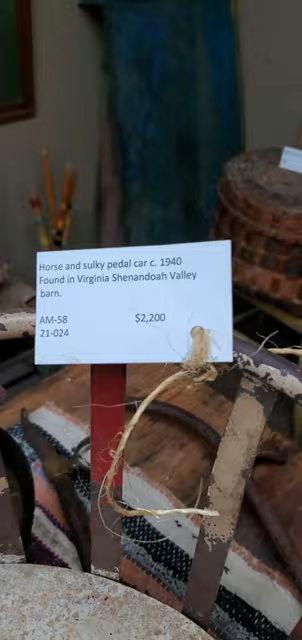 Horse and sulky pedal car c. 1940
Found in Virginia Shenandoah Valley
barn.
AM-58 $2,200
21-024